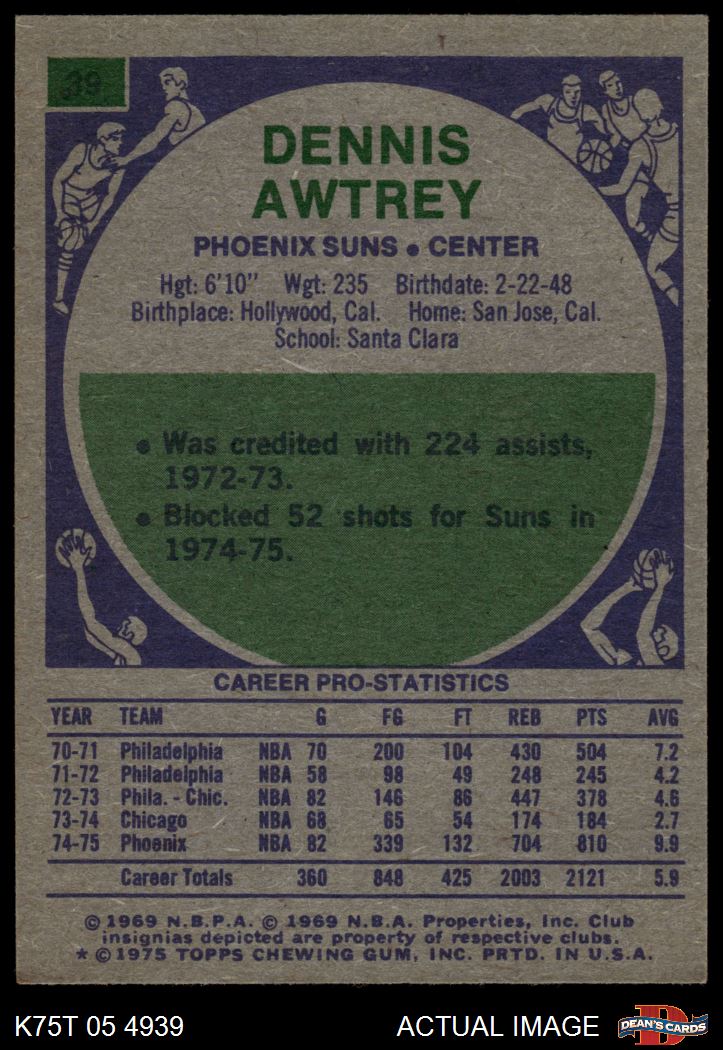 39
DENNIS
AWTREY
PHOENIX SUNS • CENTER
Hgt: 6'10" Wgt: 235 Birthdate: 2-22-48
Birthplace: Hollywood, Cal. Home: San Jose, Cal.
School: Santa Clara
• Was credited with 224 assists,
1972-73.
• Blocked 52 shots for Suns in
1974-75.
CAREER PRO-STATISTICS
YEAR TEAM G FG FT REB PTS AVG
70-71 Philadelphia NBA 70 200 104 430 504 7.2
71-72 Philadelphia NBA 58 98 49 248 245 4.2
72-73 Phila. - Chic. NBA 82 146 86 447 378 4.6
73-74 Chicago NBA 68 65 54 174 184 2.7
74-75 Phoenix NBA 82 339 132 704 810 9.9
Career Totals 360 848 425 2003 2121 5.9
© 1969 N.B.P.A. © 1969 N.B.A. Properties, Inc. Club
insignias depicted are property of respective clubs.
* © 1975 TOPPS CHEWING GUM, INC. PRTD. IN U.S.A.
K75T 05 4939 ACTUAL IMAGE
D
DEAN'S CARDS